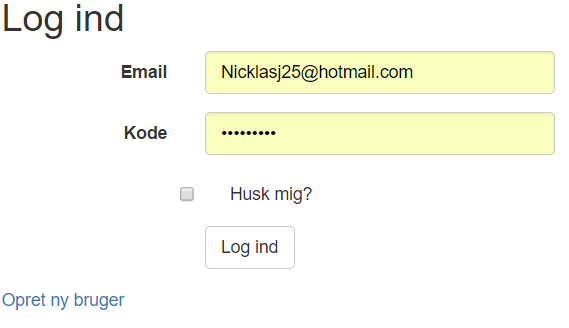 Log ind
Email Nicklasj25@hotmail.com
Kode •••••••••
Husk mig?
Log ind
Opret ny bruger